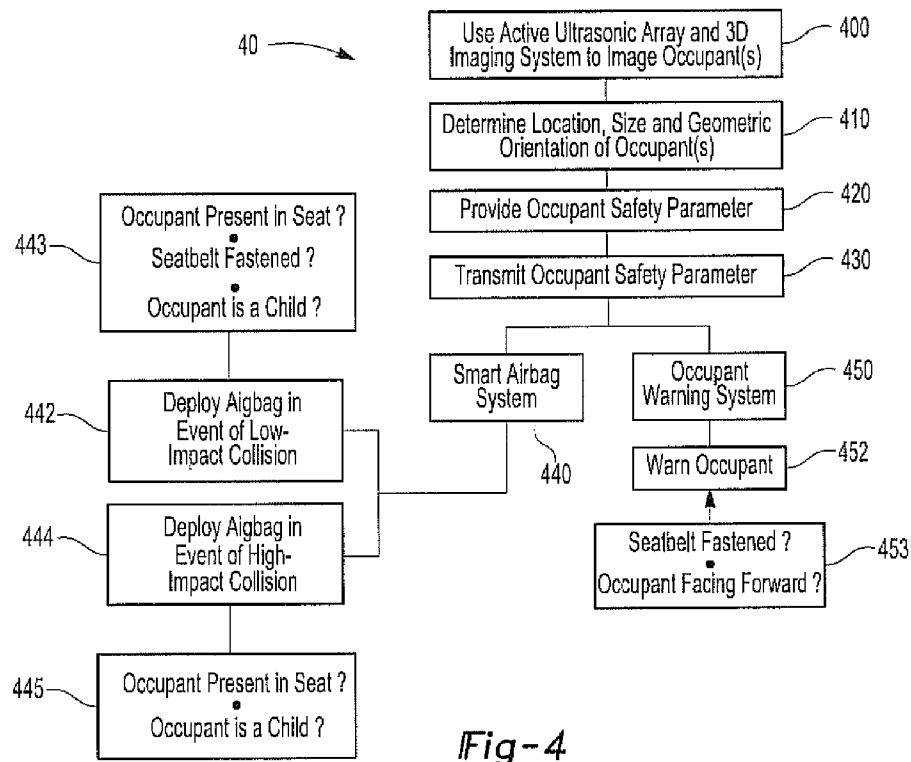 40
Use Active Ultrasonic Array and 3D
Imaging System to Image Occupant(s)
400
Determine Location, Size and Geometric
Orientation of Occupant(s)
410
Provide Occupant Safety Parameter
420
Transmit Occupant Safety Parameter
430
Occupant Present in Seat ?
Seatbelt Fastened ?
Occupant is a Child ?
443
Deploy Aigbag in
Event of Low-
Impact Collision
442
Deploy Aigbag in
Event of High-
Impact Collision
444
Occupant Present in Seat ?
Occupant is a Child ?
445
Smart Airbag
System
440
Occupant
Warning System
450
Warn Occupant
452
Seatbelt Fastened ?
Occupant Facing Forward ?
453
Fig-4